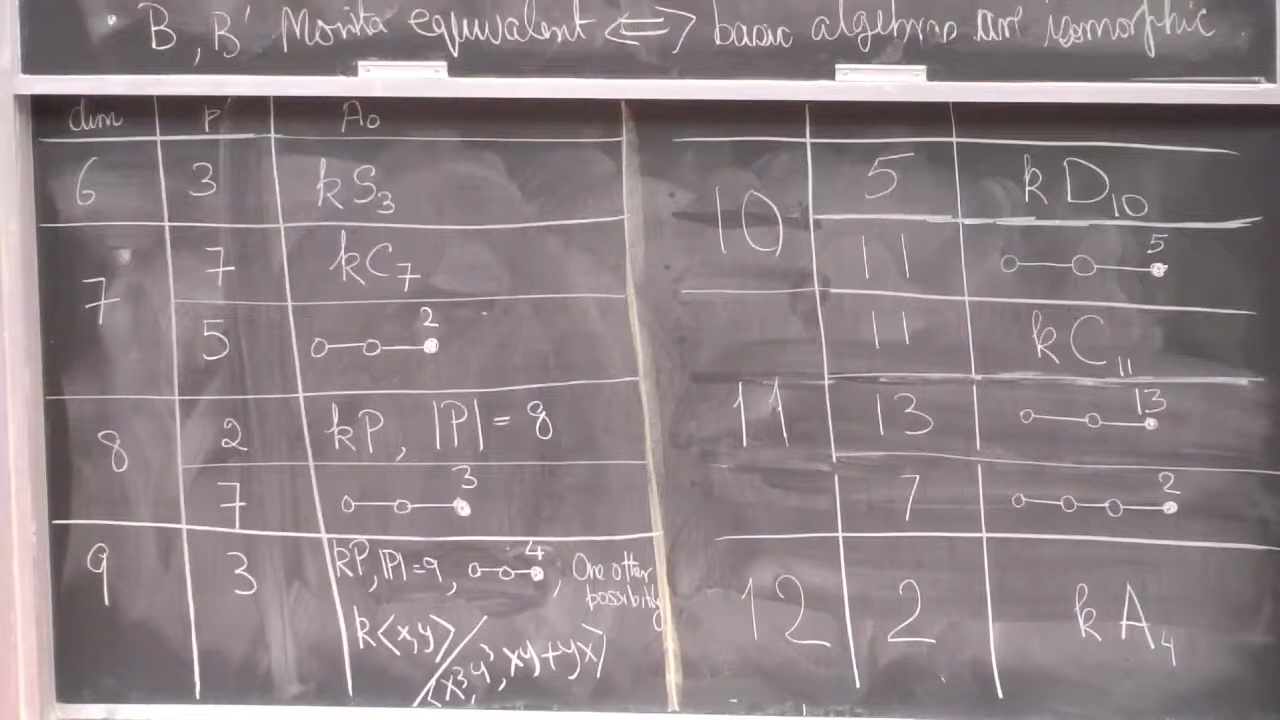 · B, B' Morita equivalent <=> basic algebras are isomorphic
dim p A₀
6 3 kS₃
7 7 kC₇
5 2
8 2 kP, |P| = 8
7 3
9 3 kP, |P|=9, 4, One other possibility
k<x,y>/(x³,y³,xy+yx)
10 5 kD₁₀
11 5
11 11 kC₁₁
13 13
7 2
12 2 kA₄